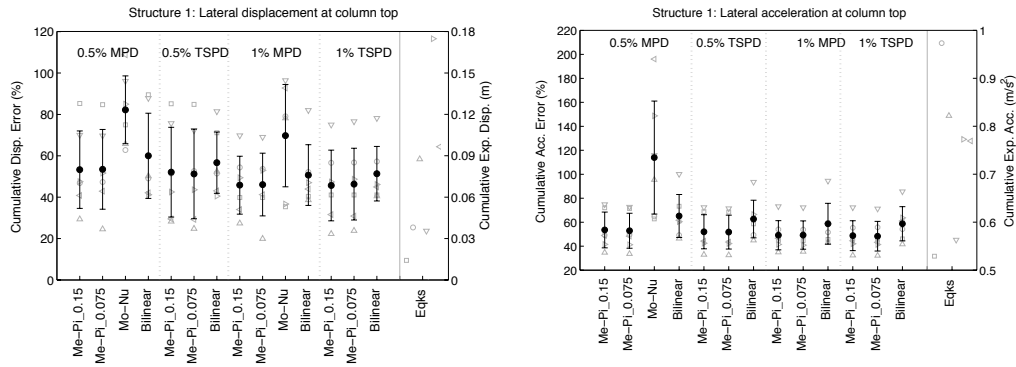 Structure 1: Lateral displacement at column top
0.5% MPD 0.5% TSPD 1% MPD 1% TSPD
Cumulative Disp. Error (%)
120
100
80
60
40
20
0
Cumulative Exp. Disp. (m)
0.18
0.15
0.12
0.09
0.06
0.03
0
Me-Pi_0.15
Me-Pi_0.075
Mo-Nu
Bilinear
Me-Pi_0.15
Me-Pi_0.075
Bilinear
Me-Pi_0.15
Me-Pi_0.075
Mo-Nu
Bilinear
Me-Pi_0.15
Me-Pi_0.075
Bilinear
Eqks
Structure 1: Lateral acceleration at column top
0.5% MPD 0.5% TSPD 1% MPD 1% TSPD
Cumulative Acc. Error (%)
220
200
180
160
140
120
100
80
60
40
20
Cumulative Exp. Acc. (m/s²)
1
0.9
0.8
0.7
0.6
0.5
Me-Pi_0.15
Me-Pi_0.075
Mo-Nu
Bilinear
Me-Pi_0.15
Me-Pi_0.075
Bilinear
Me-Pi_0.15
Me-Pi_0.075
Bilinear
Me-Pi_0.15
Me-Pi_0.075
Bilinear
Eqks